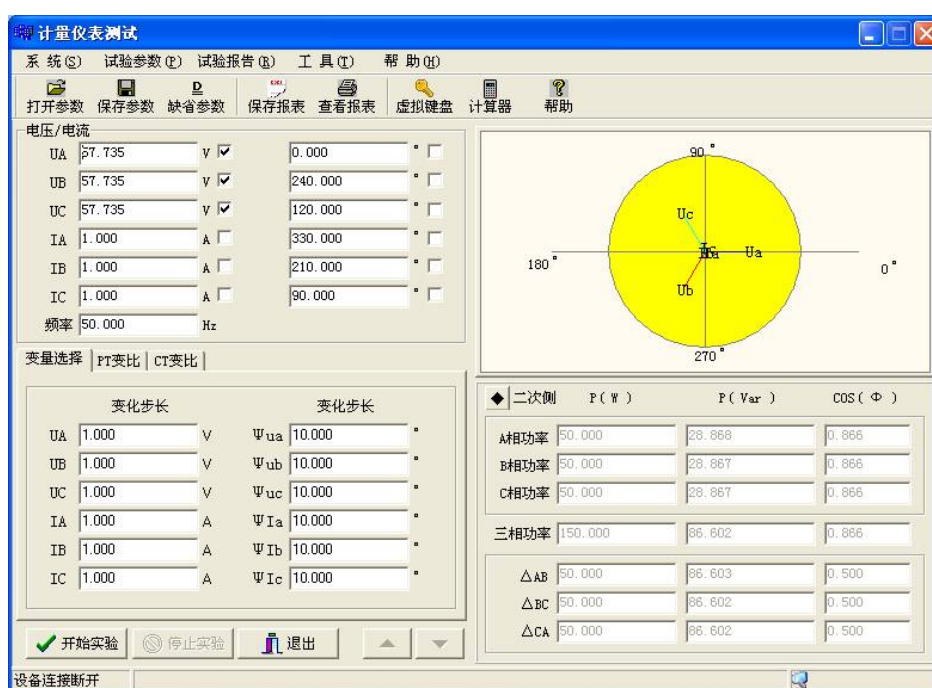 计量仪表测试
系 统(S) 试验参数(P) 试验报告(R) 工 具(T) 帮 助(H)
打开参数 保存参数 缺省参数 保存报表 查看报表 虚拟键盘 计算器 帮助
电压/电流
UA 57.735 V 0.000 °
UB 57.735 V 240.000 °
UC 57.735 V 120.000 °
IA 1.000 A 330.000 °
IB 1.000 A 210.000 °
IC 1.000 A 90.000 °
频率 50.000 Hz
90 °
Uc
Ua
180 °
0 °
Ub
270 °
变量选择 PT变比 CT变比
变化步长 变化步长
UA 1.000 V Ψua 10.000 °
UB 1.000 V Ψub 10.000 °
UC 1.000 V Ψuc 10.000 °
IA 1.000 A ΨIa 10.000 °
IB 1.000 A ΨIb 10.000 °
IC 1.000 A ΨIc 10.000 °
二次侧 P( W ) P( Var ) COS( Φ )
A相功率 50.000 28.868 0.866
B相功率 50.000 28.867 0.866
C相功率 50.000 28.867 0.866
三相功率 150.000 86.602 0.866
△AB 50.000 86.603 0.500
△BC 50.000 86.602 0.500
△CA 50.000 86.602 0.500
开始实验 停止实验 退出
设备连接断开